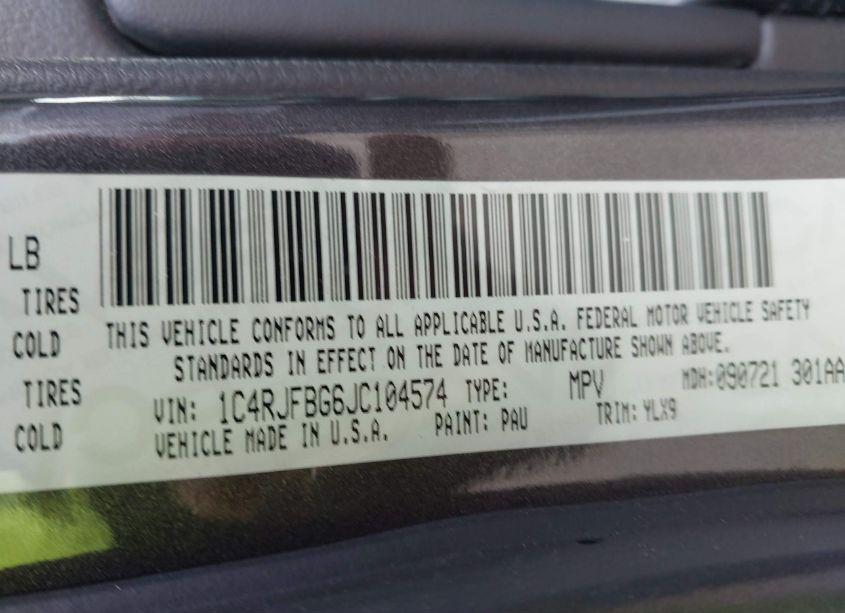 LB
TIRES
COLD
TIRES
COLD
THIS VEHICLE CONFORMS TO ALL APPLICABLE U.S.A. FEDERAL MOTOR VEHICLE SAFETY
STANDARDS IN EFFECT ON THE DATE OF MANUFACTURE SHOWN ABOVE.
VIN: 1C4RJFBG6JC104574 TYPE: MPV MDH:090721 301AA
VEHICLE MADE IN U.S.A. PAINT: PAU TRIM: YLX9